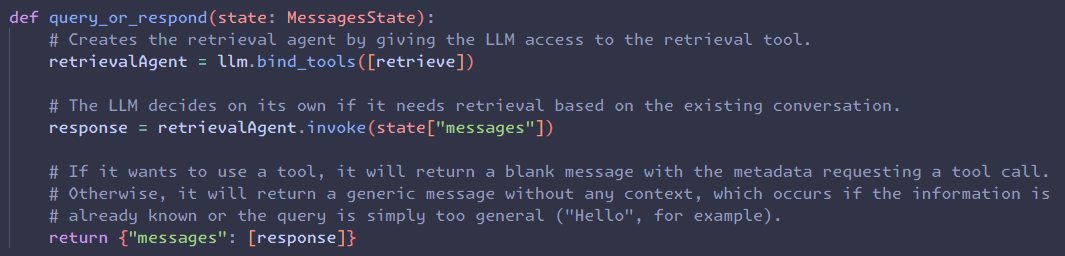 def query_or_respond(state: MessagesState):
    # Creates the retrieval agent by giving the LLM access to the retrieval tool.
    retrievalAgent = llm.bind_tools([retrieve])

    # The LLM decides on its own if it needs retrieval based on the existing conversation.
    response = retrievalAgent.invoke(state["messages"])

    # If it wants to use a tool, it will return a blank message with the metadata requesting a tool call.
    # Otherwise, it will return a generic message without any context, which occurs if the information is
    # already known or the query is simply too general ("Hello", for example).
    return {"messages": [response]}